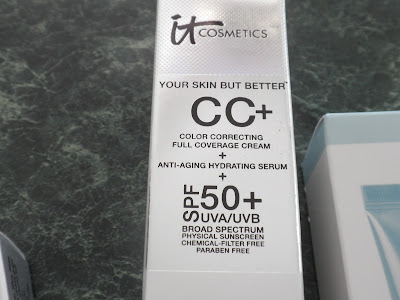 it COSMETICS
YOUR SKIN BUT BETTER™
CC+
COLOR CORRECTING
FULL COVERAGE CREAM
+
ANTI-AGING HYDRATING SERUM
+
SPF 50+
UVA/UVB
BROAD SPECTRUM
PHYSICAL SUNSCREEN
CHEMICAL-FILTER FREE
PARABEN FREE